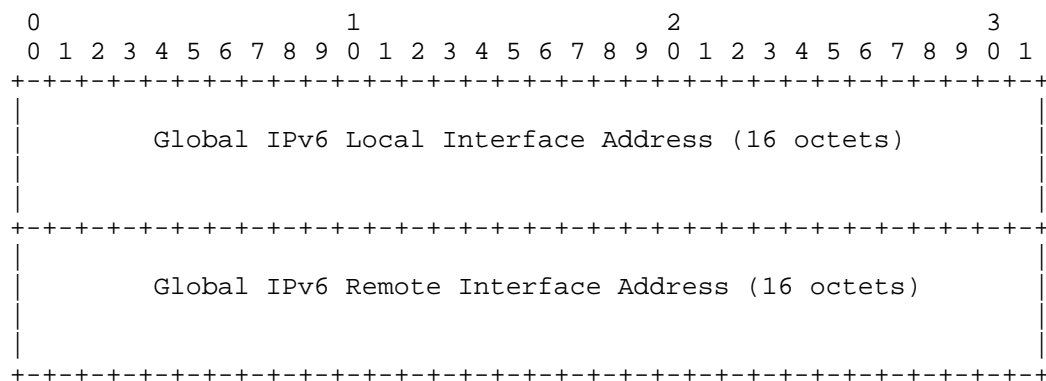 0                   1                   2                   3
0 1 2 3 4 5 6 7 8 9 0 1 2 3 4 5 6 7 8 9 0 1 2 3 4 5 6 7 8 9 0 1
+-+-+-+-+-+-+-+-+-+-+-+-+-+-+-+-+-+-+-+-+-+-+-+-+-+-+-+-+-+-+-+-+
|                                                               |
|        Global IPv6 Local Interface Address (16 octets)        |
|                                                               |
|                                                               |
+-+-+-+-+-+-+-+-+-+-+-+-+-+-+-+-+-+-+-+-+-+-+-+-+-+-+-+-+-+-+-+-+
|                                                               |
|        Global IPv6 Remote Interface Address (16 octets)       |
|                                                               |
|                                                               |
+-+-+-+-+-+-+-+-+-+-+-+-+-+-+-+-+-+-+-+-+-+-+-+-+-+-+-+-+-+-+-+-+